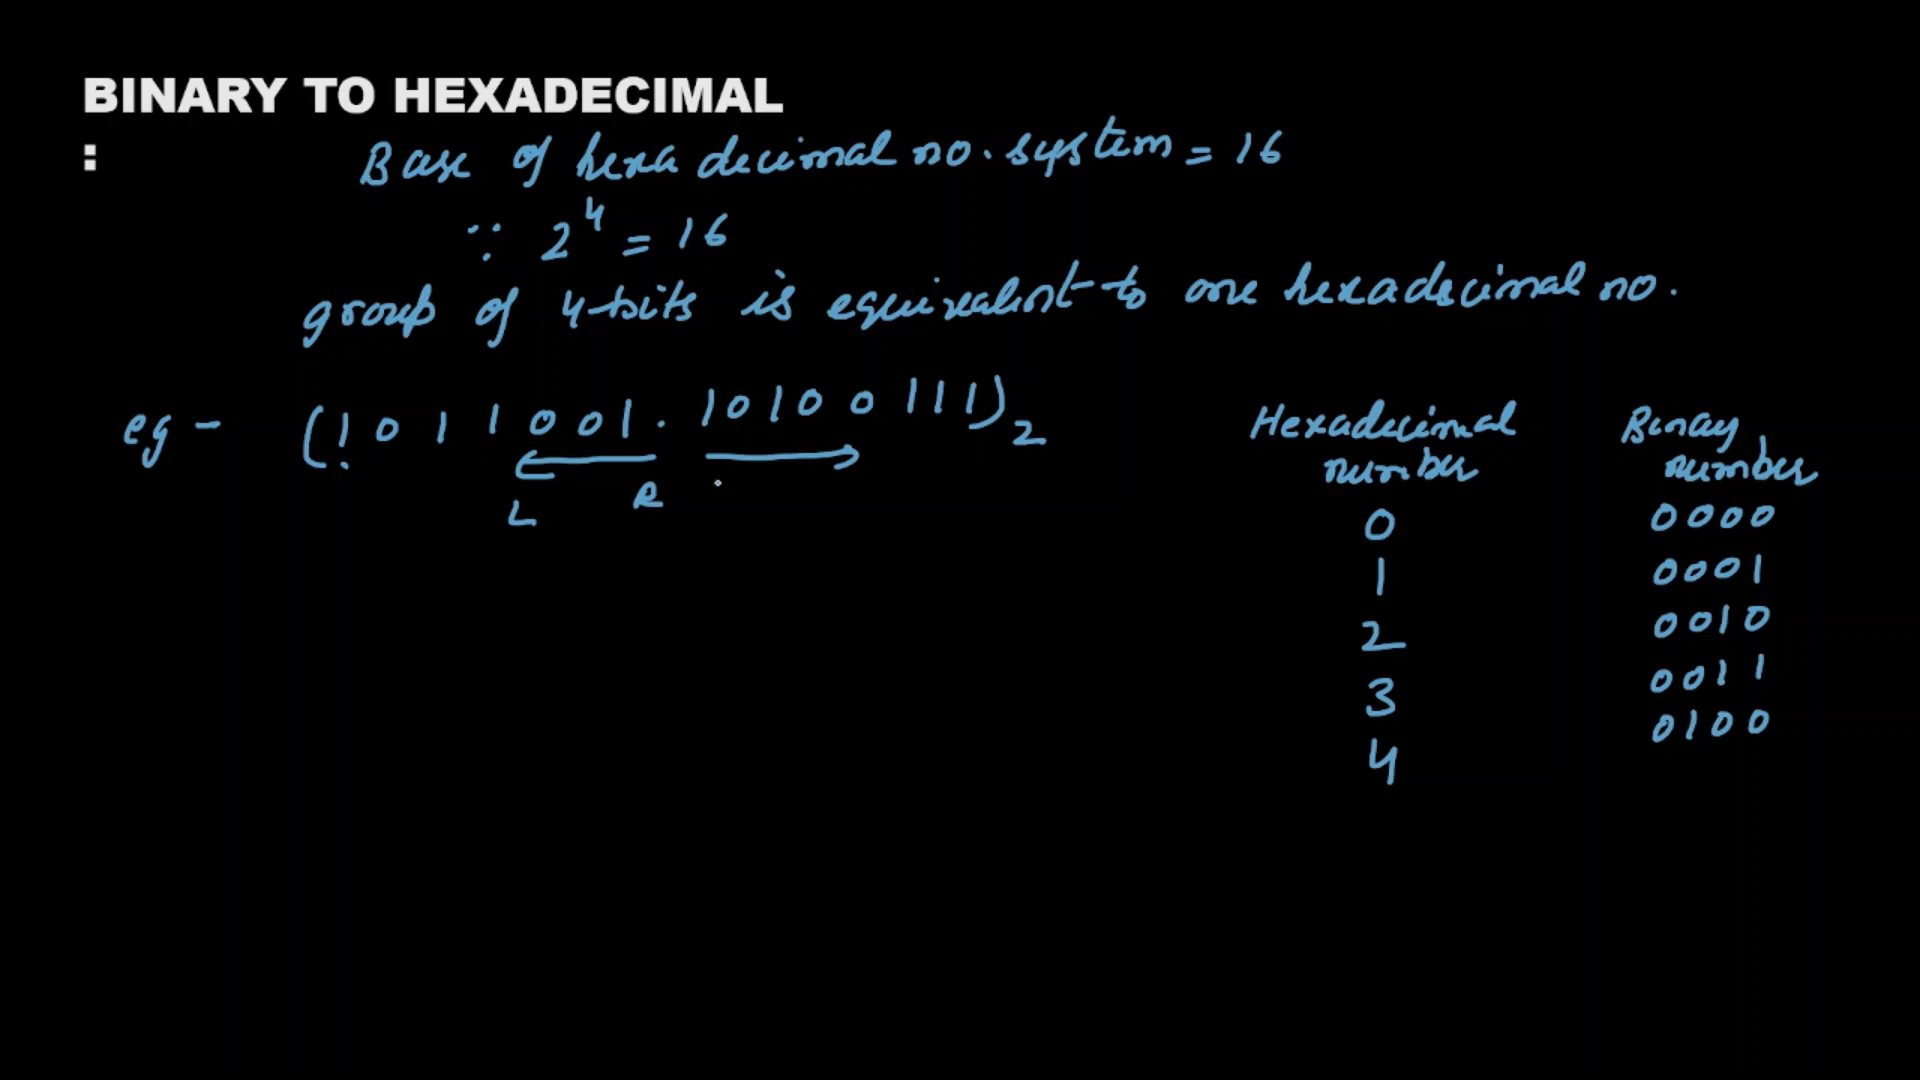 BINARY TO HEXADECIMAL
:
Base of hexa decimal no. system = 16
∵ 2⁴ = 16
group of 4-bits is equivalent to one hexadecimal no.
eg - (1011001.10100111)₂
L R
Hexadecimal number Binary number
0 0000
1 0001
2 0010
3 0011
4 0100